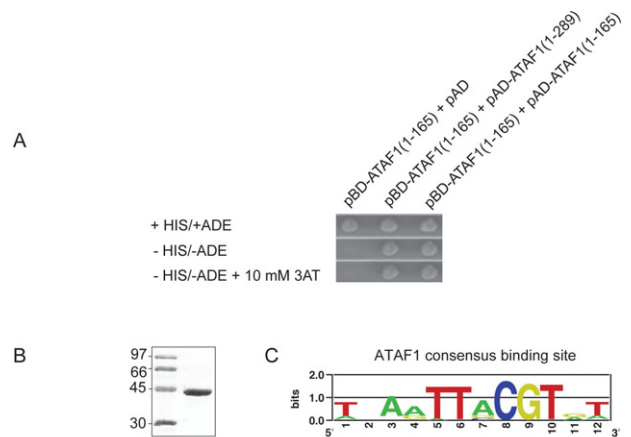 A
pBD-ATAF1(1-165) + pAD
pBD-ATAF1(1-165) + pAD-ATAF1(1-289)
pBD-ATAF1(1-165) + pAD-ATAF1(1-165)
+ HIS/+ADE
- HIS/-ADE
- HIS/-ADE + 10 mM 3AT
B
97
66
45
30
C
ATAF1 consensus binding site
bits
2.0
1.0
0.0
T AATTACGT T
5′ 1 2 3 4 5 6 7 8 9 10 11 12 3′